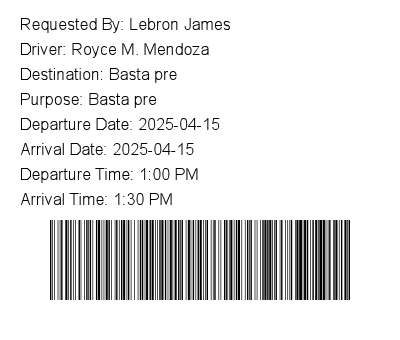 Requested By: Lebron James
Driver: Royce M. Mendoza
Destination: Basta pre
Purpose: Basta pre
Departure Date: 2025-04-15
Arrival Date: 2025-04-15
Departure Time: 1:00 PM
Arrival Time: 1:30 PM